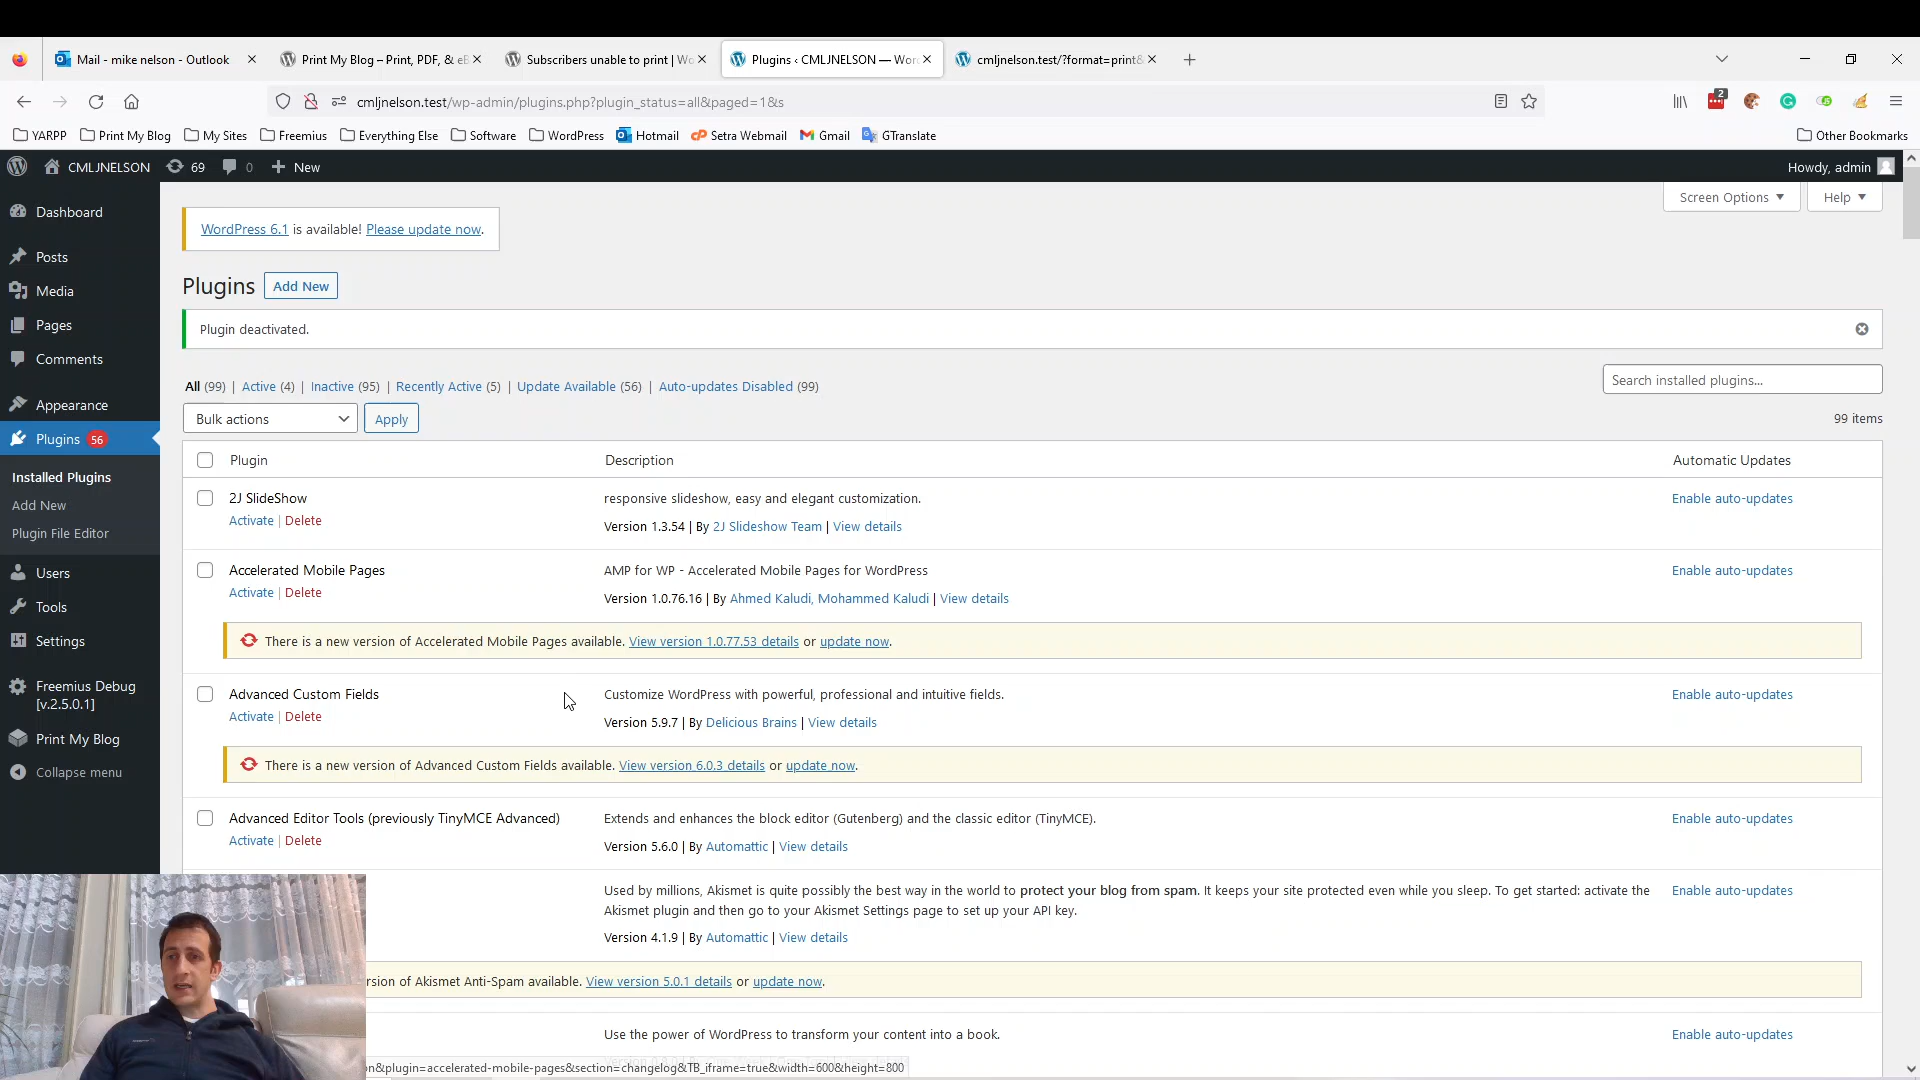 Mail - mike nelson - Outlook
Print My Blog – Print, PDF, & eB
Subscribers unable to print | Wo
Plugins ‹ CMLJNELSON — Wor
cmljnelson.test/?format=print&
cmljnelson.test/wp-admin/plugins.php?plugin_status=all&paged=1&s
2
YARPP
Print My Blog
My Sites
Freemius
Everything Else
Software
WordPress
Hotmail
Setra Webmail
Gmail
GTranslate
Other Bookmarks
CMLJNELSON
69
0
New
Howdy, admin
Screen Options
Help
Dashboard
Posts
Media
Pages
Comments
Appearance
Plugins 56
Installed Plugins
Add New
Plugin File Editor
Users
Tools
Settings
Freemius Debug
[v.2.5.0.1]
Print My Blog
Collapse menu
WordPress 6.1 is available! Please update now.
Plugins
Add New
Plugin deactivated.
All (99) | Active (4) | Inactive (95) | Recently Active (5) | Update Available (56) | Auto-updates Disabled (99)
Search installed plugins...
Bulk actions
Apply
99 items
Plugin
Description
Automatic Updates
2J SlideShow
responsive slideshow, easy and elegant customization.
Enable auto-updates
Activate | Delete
Version 1.3.54 | By 2J Slideshow Team | View details
Accelerated Mobile Pages
AMP for WP - Accelerated Mobile Pages for WordPress
Enable auto-updates
Activate | Delete
Version 1.0.76.16 | By Ahmed Kaludi, Mohammed Kaludi | View details
There is a new version of Accelerated Mobile Pages available. View version 1.0.77.53 details or update now.
Advanced Custom Fields
Customize WordPress with powerful, professional and intuitive fields.
Enable auto-updates
Activate | Delete
Version 5.9.7 | By Delicious Brains | View details
There is a new version of Advanced Custom Fields available. View version 6.0.3 details or update now.
Advanced Editor Tools (previously TinyMCE Advanced)
Extends and enhances the block editor (Gutenberg) and the classic editor (TinyMCE).
Enable auto-updates
Activate | Delete
Version 5.6.0 | By Automattic | View details
Used by millions, Akismet is quite possibly the best way in the world to protect your blog from spam. It keeps your site protected even while you sleep. To get started: activate the
Akismet plugin and then go to your Akismet Settings page to set up your API key.
Enable auto-updates
Version 4.1.9 | By Automattic | View details
rsion of Akismet Anti-Spam available. View version 5.0.1 details or update now.
Use the power of WordPress to transform your content into a book.
Enable auto-updates
on&plugin=accelerated-mobile-pages&section=changelog&TB_iframe=true&width=600&height=800